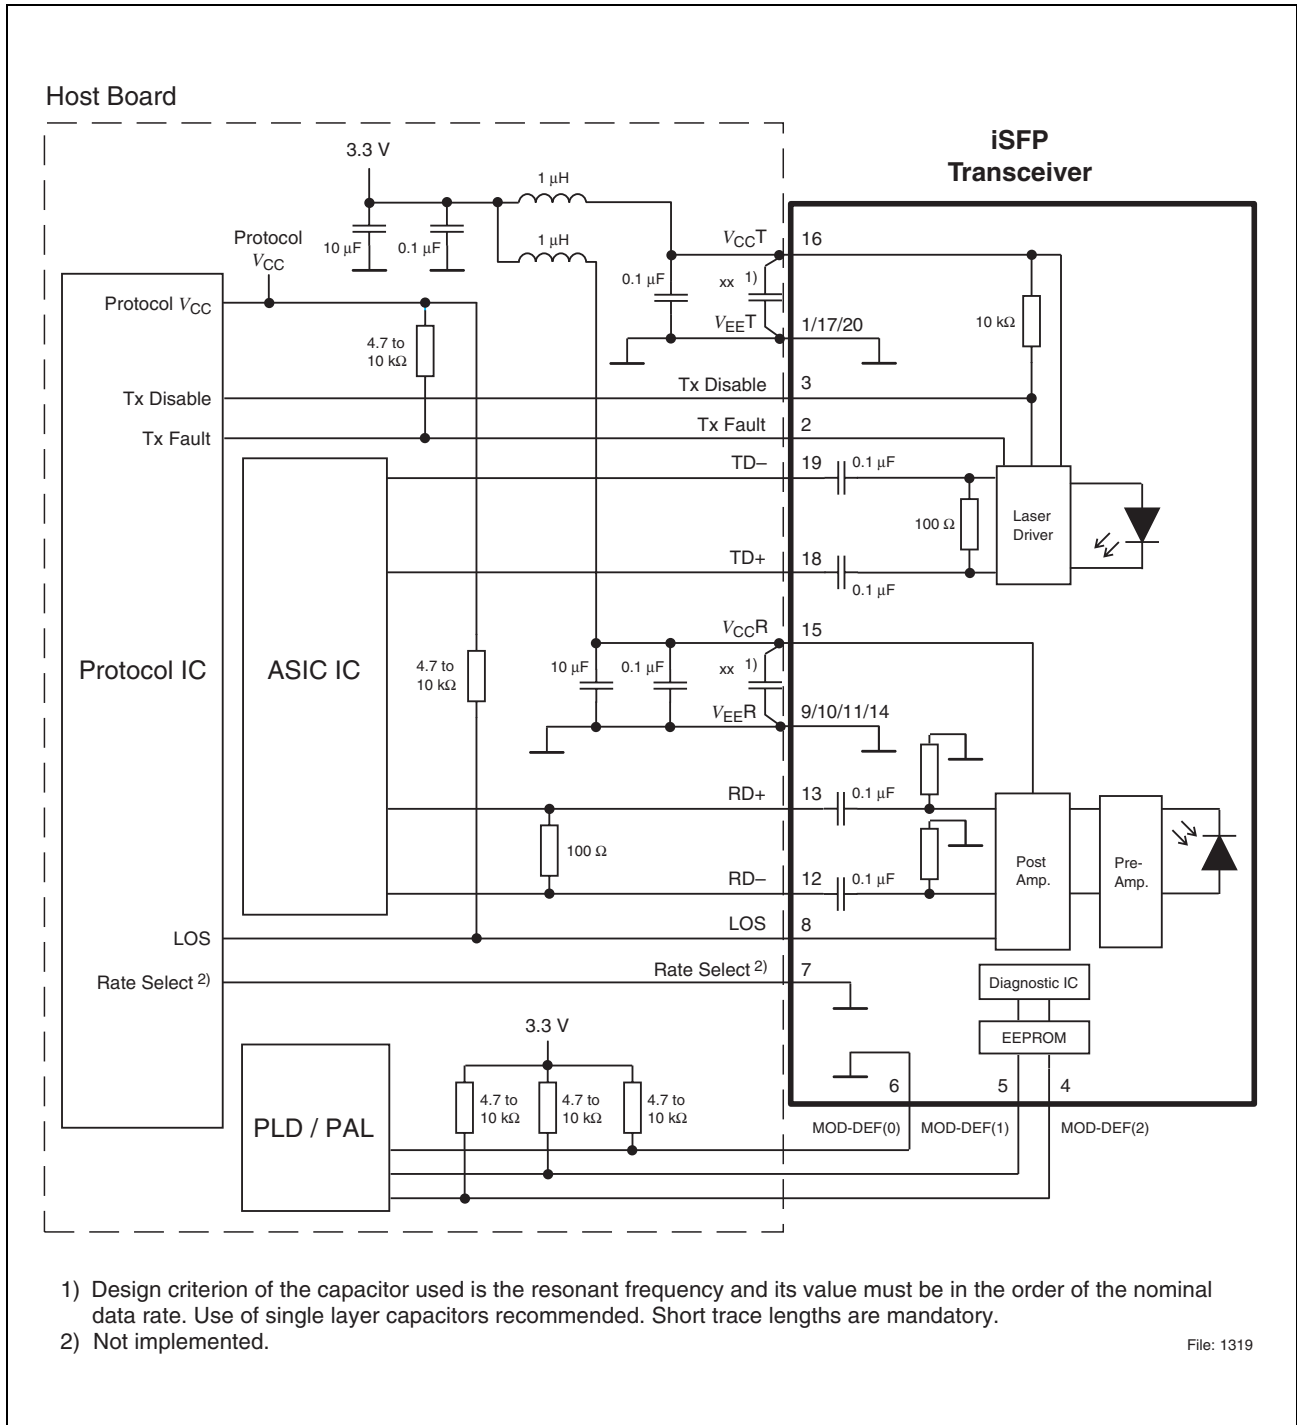 Host Board
iSFP
Transceiver
3.3 V
1 µH
1 µH
Protocol
VCC
10 µF
0.1 µF
VCCT
16
0.1 µF
xx 1)
Protocol VCC
VEET
1/17/20
10 kΩ
4.7 to
10 kΩ
Tx Disable
Tx Disable
3
Tx Fault
Tx Fault
2
TD–
19
0.1 µF
100 Ω
Laser
Driver
TD+
18
0.1 µF
VCCR
15
Protocol IC
ASIC IC
4.7 to
10 kΩ
10 µF
0.1 µF
xx 1)
VEER
9/10/11/14
RD+
13
0.1 µF
100 Ω
Post
Amp.
Pre-
Amp.
RD–
12
0.1 µF
LOS
LOS
8
Rate Select 2)
Rate Select 2)
7
Diagnostic IC
EEPROM
3.3 V
6
5
4
4.7 to
10 kΩ
4.7 to
10 kΩ
4.7 to
10 kΩ
PLD / PAL
MOD-DEF(0)
MOD-DEF(1)
MOD-DEF(2)
1) Design criterion of the capacitor used is the resonant frequency and its value must be in the order of the nominal
data rate. Use of single layer capacitors recommended. Short trace lengths are mandatory.
2) Not implemented.
File: 1319